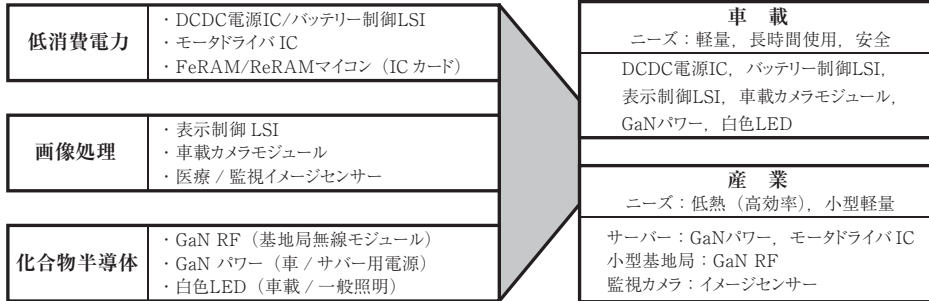 低消費電力
・DCDC電源IC/バッテリー制御LSI
・モータドライバ IC
・FeRAM/ReRAMマイコン（IC カード）
画像処理
・表示制御 LSI
・車載カメラモジュール
・医療 / 監視イメージセンサー
化合物半導体
・GaN RF（基地局無線モジュール）
・GaN パワー（車 / サバー用電源）
・白色LED（車載 / 一般照明）
車　載
ニーズ：軽量，長時間使用，安全
DCDC電源IC，バッテリー制御LSI，
表示制御LSI，車載カメラモジュール，
GaNパワー，白色LED
産　業
ニーズ：低熱（高効率），小型軽量
サーバー：GaNパワー，モータドライバ IC
小型基地局：GaN RF
監視カメラ：イメージセンサー